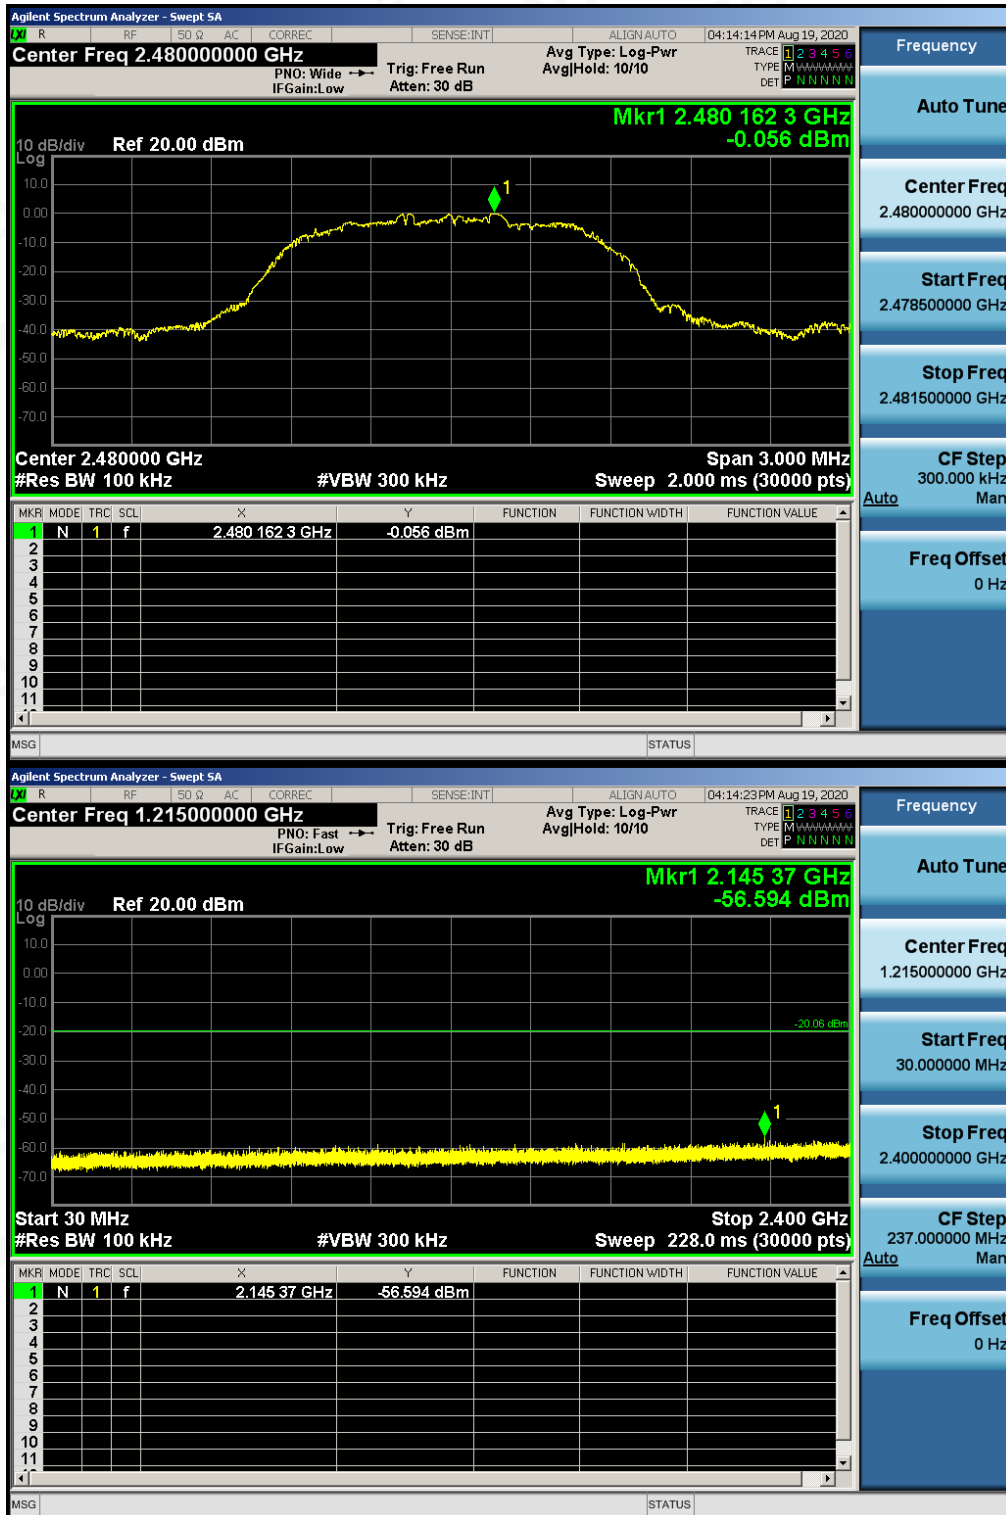 Agilent Spectrum Analyzer - Swept SA
LXI R RF 50 Ω AC CORREC SENSE:INT ALIGN AUTO 04:14:14 PM Aug 19, 2020
Center Freq 2.480000000 GHz
PNO: Wide
IFGain:Low
Trig: Free Run
Atten: 30 dB
Avg Type: Log-Pwr
Avg|Hold: 10/10
TRACE 1 2 3 4 5 6
TYPE M WWWWW
DET P N N N N N
Mkr1 2.480 162 3 GHz
-0.056 dBm
10 dB/div Ref 20.00 dBm
Log
10.0
0.00
-10.0
-20.0
-30.0
-40.0
-50.0
-60.0
-70.0
1
Center 2.480000 GHz Span 3.000 MHz
#Res BW 100 kHz #VBW 300 kHz Sweep 2.000 ms (30000 pts)
MKR MODE TRC SCL X Y FUNCTION FUNCTION WIDTH FUNCTION VALUE
1 N 1 f 2.480 162 3 GHz -0.056 dBm
2
3
4
5
6
7
8
9
10
11
MSG STATUS
Frequency
Auto Tune
Center Freq
2.480000000 GHz
Start Freq
2.478500000 GHz
Stop Freq
2.481500000 GHz
CF Step
300.000 kHz
Auto Man
Freq Offset
0 Hz
Agilent Spectrum Analyzer - Swept SA
LXI R RF 50 Ω AC CORREC SENSE:INT ALIGN AUTO 04:14:23 PM Aug 19, 2020
Center Freq 1.215000000 GHz
PNO: Fast
IFGain:Low
Trig: Free Run
Atten: 30 dB
Avg Type: Log-Pwr
Avg|Hold: 10/10
TRACE 1 2 3 4 5 6
TYPE M WWWWW
DET P N N N N N
Mkr1 2.145 37 GHz
-56.594 dBm
10 dB/div Ref 20.00 dBm
Log
10.0
0.00
-10.0
-20.0
-30.0
-40.0
-50.0
-60.0
-70.0
-20.06 dBm
1
Start 30 MHz Stop 2.400 GHz
#Res BW 100 kHz #VBW 300 kHz Sweep 228.0 ms (30000 pts)
MKR MODE TRC SCL X Y FUNCTION FUNCTION WIDTH FUNCTION VALUE
1 N 1 f 2.145 37 GHz -56.594 dBm
2
3
4
5
6
7
8
9
10
11
MSG STATUS
Frequency
Auto Tune
Center Freq
1.215000000 GHz
Start Freq
30.000000 MHz
Stop Freq
2.400000000 GHz
CF Step
237.000000 MHz
Auto Man
Freq Offset
0 Hz